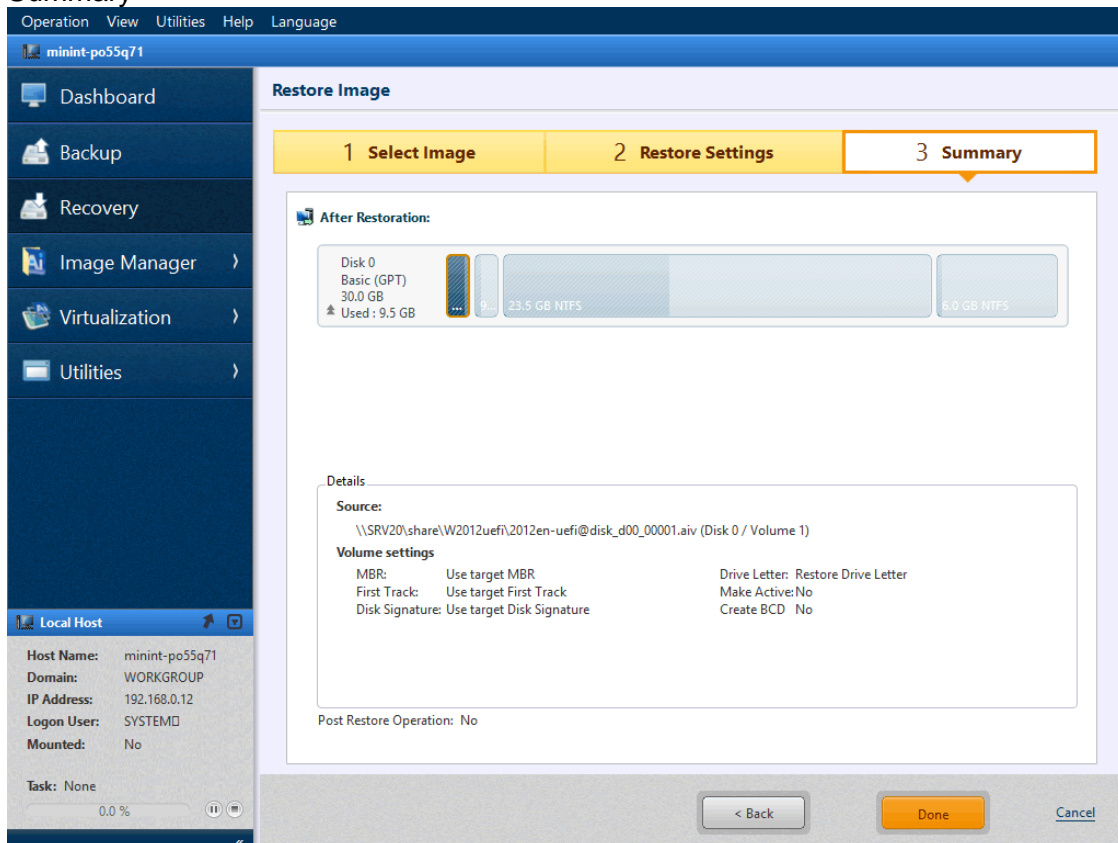 Summary
Operation View Utilities Help Language
minint-po55q71
Dashboard
Backup
Recovery
Image Manager
Virtualization
Utilities
Local Host
Host Name: minint-po55q71
Domain: WORKGROUP
IP Address: 192.168.0.12
Logon User: SYSTEM▯
Mounted: No
Task: None
0.0 %
Restore Image
1 Select Image 2 Restore Settings 3 Summary
After Restoration:
Disk 0
Basic (GPT)
30.0 GB
Used : 9.5 GB
...
9...
23.5 GB NTFS
6.0 GB NTFS
Details
Source:
\\SRV20\share\W2012uefi\2012en-uefi@disk_d00_00001.aiv (Disk 0 / Volume 1)
Volume settings
MBR: Use target MBR Drive Letter: Restore Drive Letter
First Track: Use target First Track Make Active: No
Disk Signature: Use target Disk Signature Create BCD No
Post Restore Operation: No
< Back Done Cancel